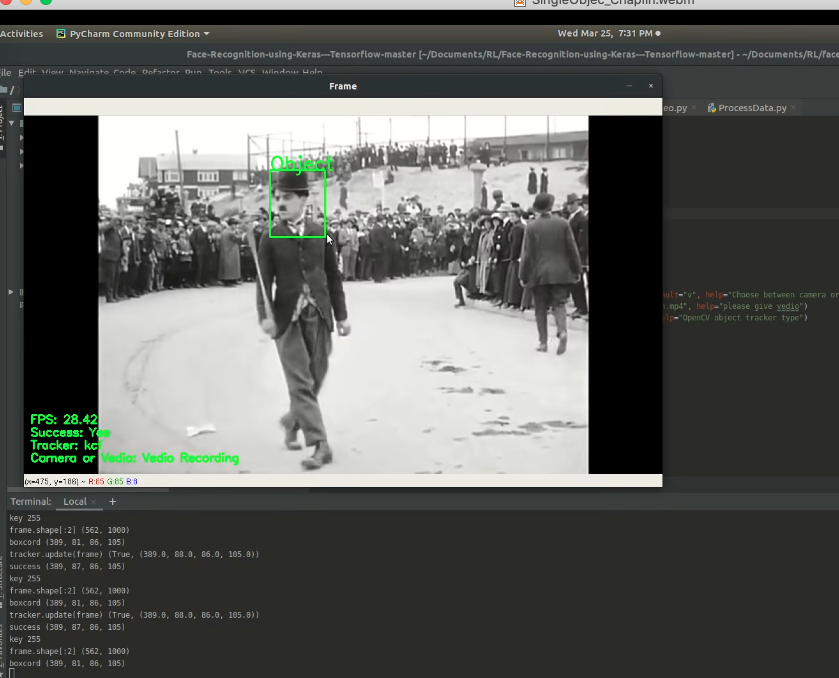 SingleObjec_Chaplin.webm
Activities PyCharm Community Edition Wed Mar 25, 7:31 PM
Face-Recognition-using-Keras---Tensorflow-master [~/Documents/RL/Face-Recognition-using-Keras---Tensorflow-master] - ~/Documents/RL/face
File Edit View Navigate Code Refactor Run Tools VCS Window Help
Frame
eo.py ProcessData.py
Object
ault="v", help="Choose between camera or
n.mp4", help="please give vedio")
lp="OpenCV object tracker type")
FPS: 28.42
Success: Yes
Tracker: kcf
Camera or Vedio: Vedio Recording
(x=475, y=186) ~ R:65 G:65 B:6
Terminal: Local +
key 255
frame.shape[:2] (562, 1000)
boxcord (389, 81, 86, 105)
tracker.update(frame) (True, (389.0, 88.0, 86.0, 105.0))
success (389, 87, 86, 105)
key 255
frame.shape[:2] (562, 1000)
boxcord (389, 81, 86, 105)
tracker.update(frame) (True, (389.0, 88.0, 86.0, 105.0))
success (389, 87, 86, 105)
key 255
frame.shape[:2] (562, 1000)
boxcord (389, 81, 86, 105)